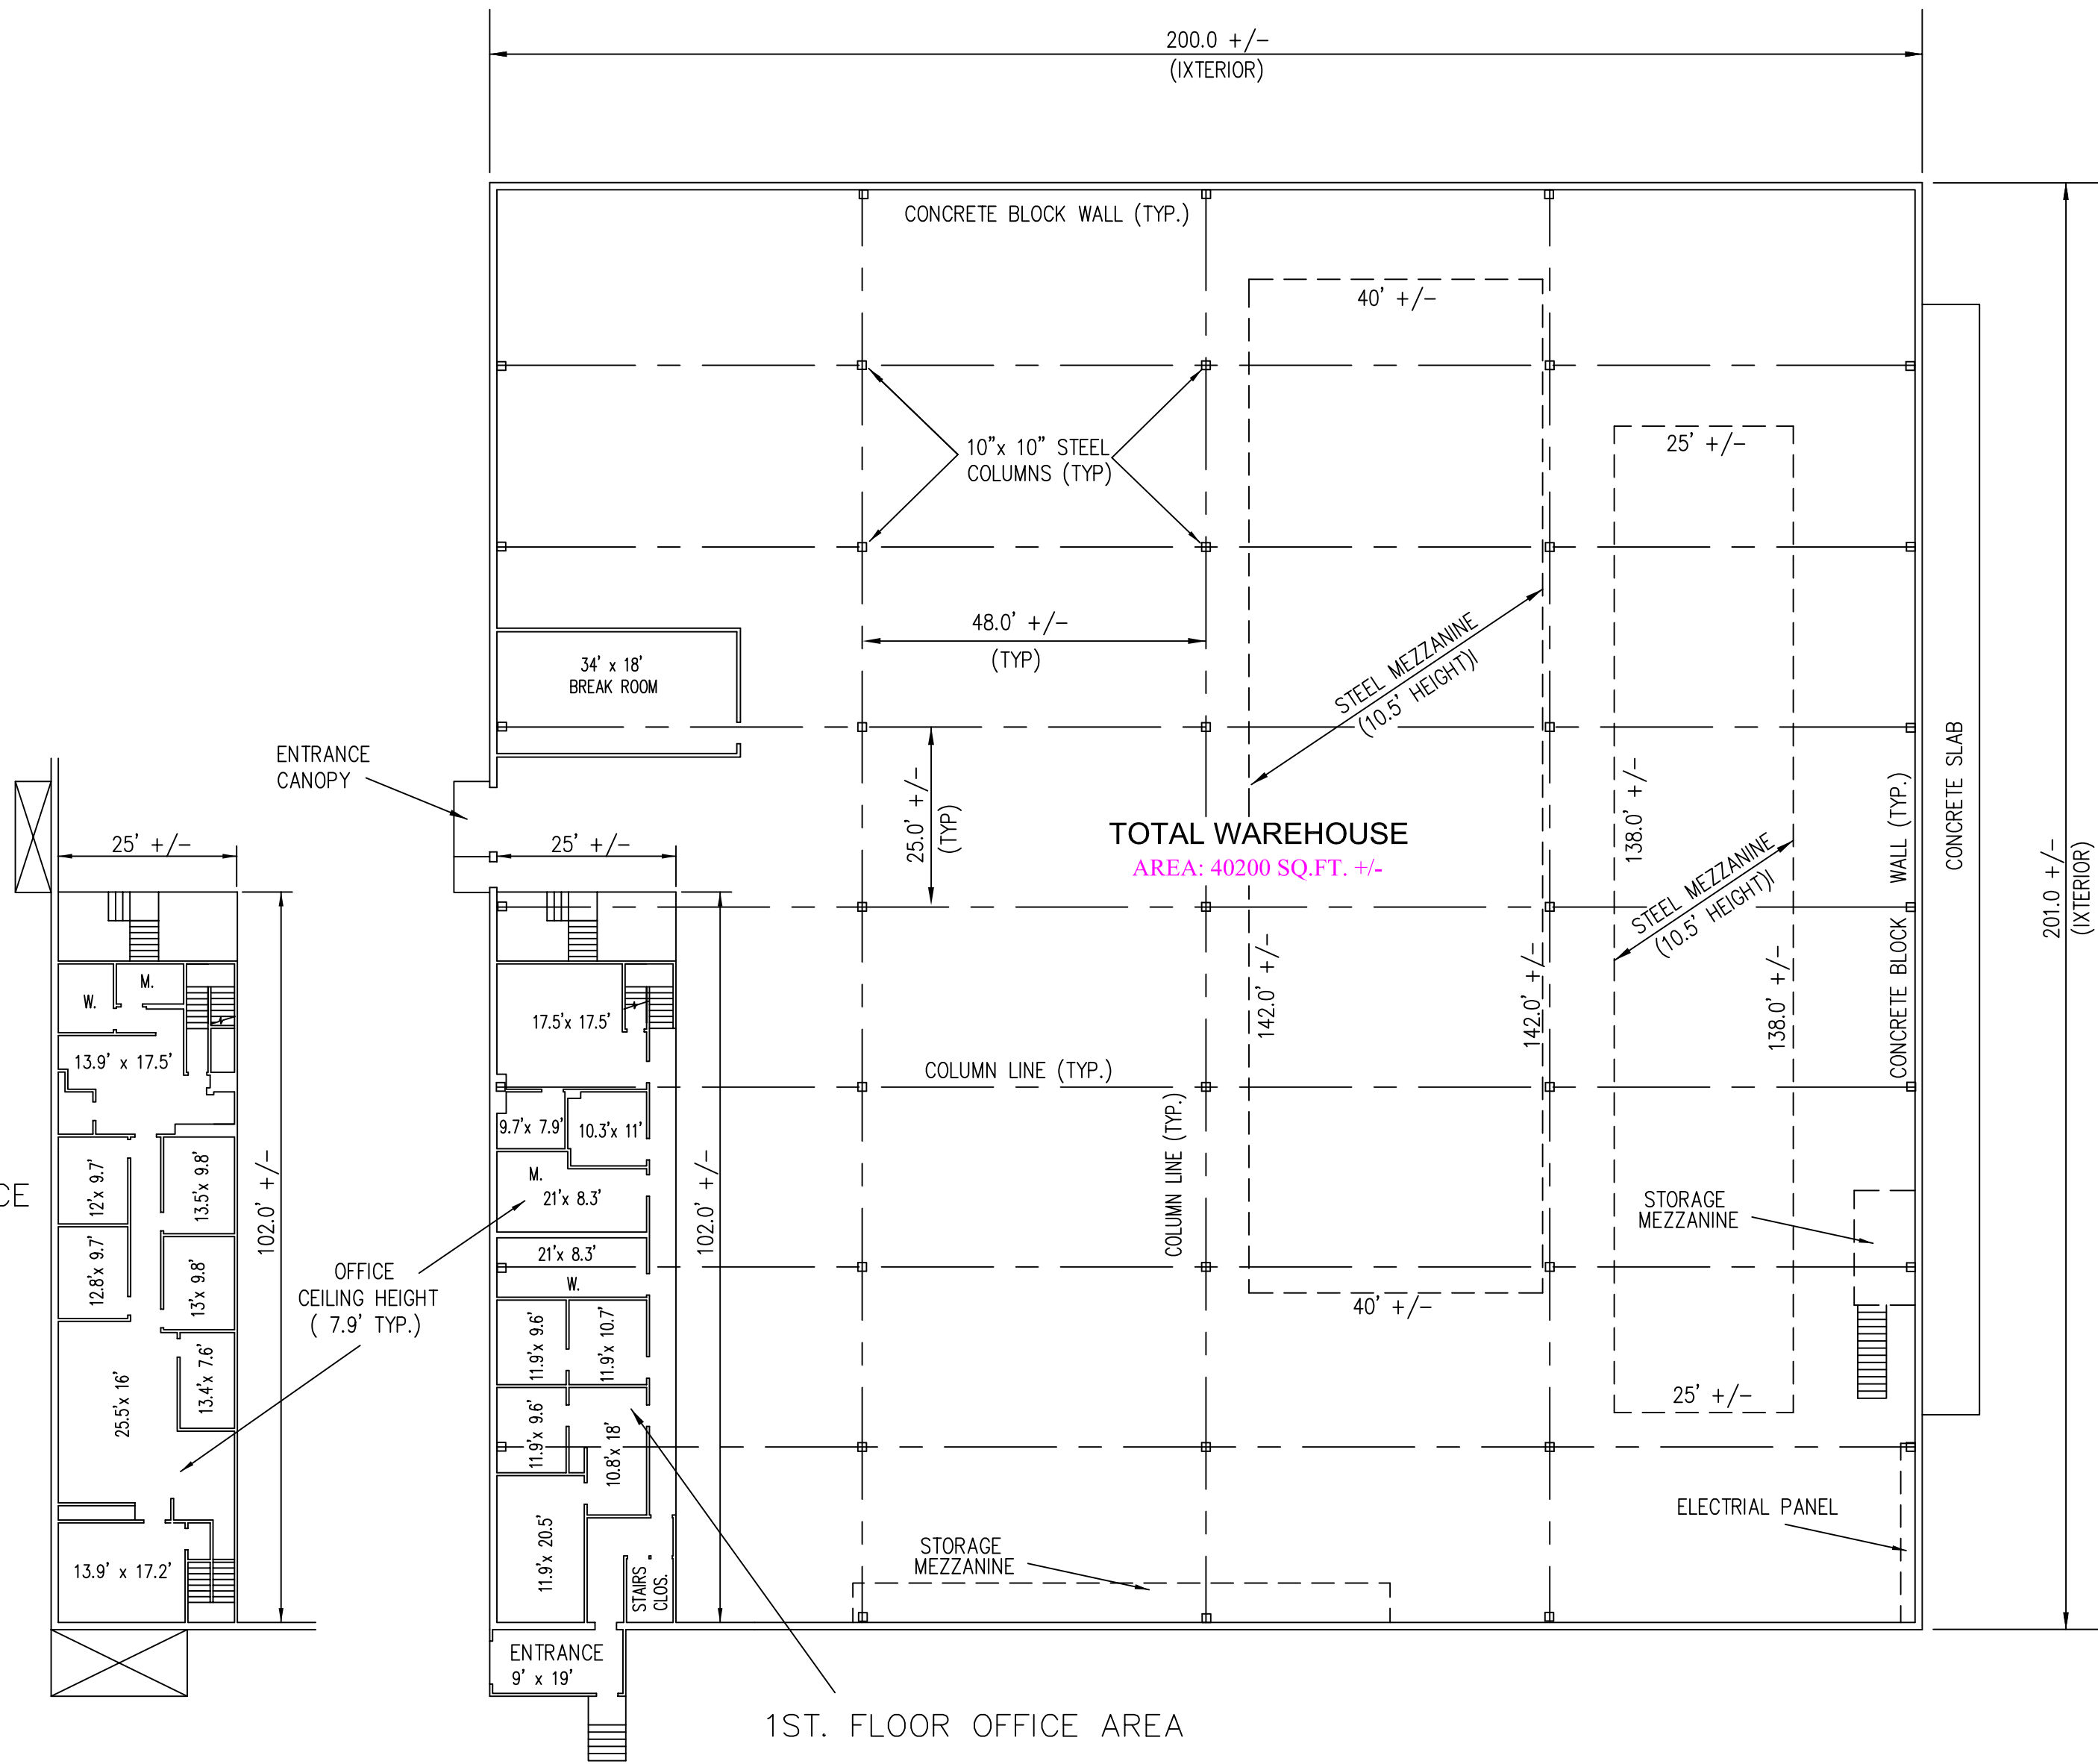 200.0 +/-
(IXTERIOR)
CONCRETE BLOCK WALL (TYP.)
40' +/-
10"x 10" STEEL
COLUMNS (TYP)
25' +/-
48.0' +/-
(TYP)
STEEL MEZZANINE
(10.5' HEIGHT)
34' x 18'
BREAK ROOM
ENTRANCE
CANOPY
25.0' +/-
(TYP)
TOTAL WAREHOUSE
AREA: 40200 SQ.FT. +/-
138.0' +/-
STEEL MEZZANINE
(10.5' HEIGHT)
CONCRETE BLOCK WALL (TYP.)
CONCRETE SLAB
201.0 +/-
(IXTERIOR)
25' +/-
25' +/-
142.0' +/-
142.0' +/-
138.0' +/-
W.
M.
13.9' x 17.5'
17.5'x 17.5'
COLUMN LINE (TYP.)
COLUMN LINE (TYP.)
9.7'x 7.9'
10.3'x 11'
12'x 9.7'
13.5'x 9.8'
102.0' +/-
M.
21'x 8.3'
102.0' +/-
CE
STORAGE
MEZZANINE
12.8'x 9.7'
13'x 9.8'
OFFICE
CEILING HEIGHT
( 7.9' TYP.)
21'x 8.3'
W.
40' +/-
11.9'x 9.6'
11.9'x 10.7'
25.5'x 16'
13.4'x 7.6'
11.9'x 9.6'
10.8'x 18'
25' +/-
ELECTRIAL PANEL
STORAGE
MEZZANINE
13.9' x 17.2'
11.9'x 20.5'
STAIRS
CLOS.
ENTRANCE
9' x 19'
1ST. FLOOR OFFICE AREA